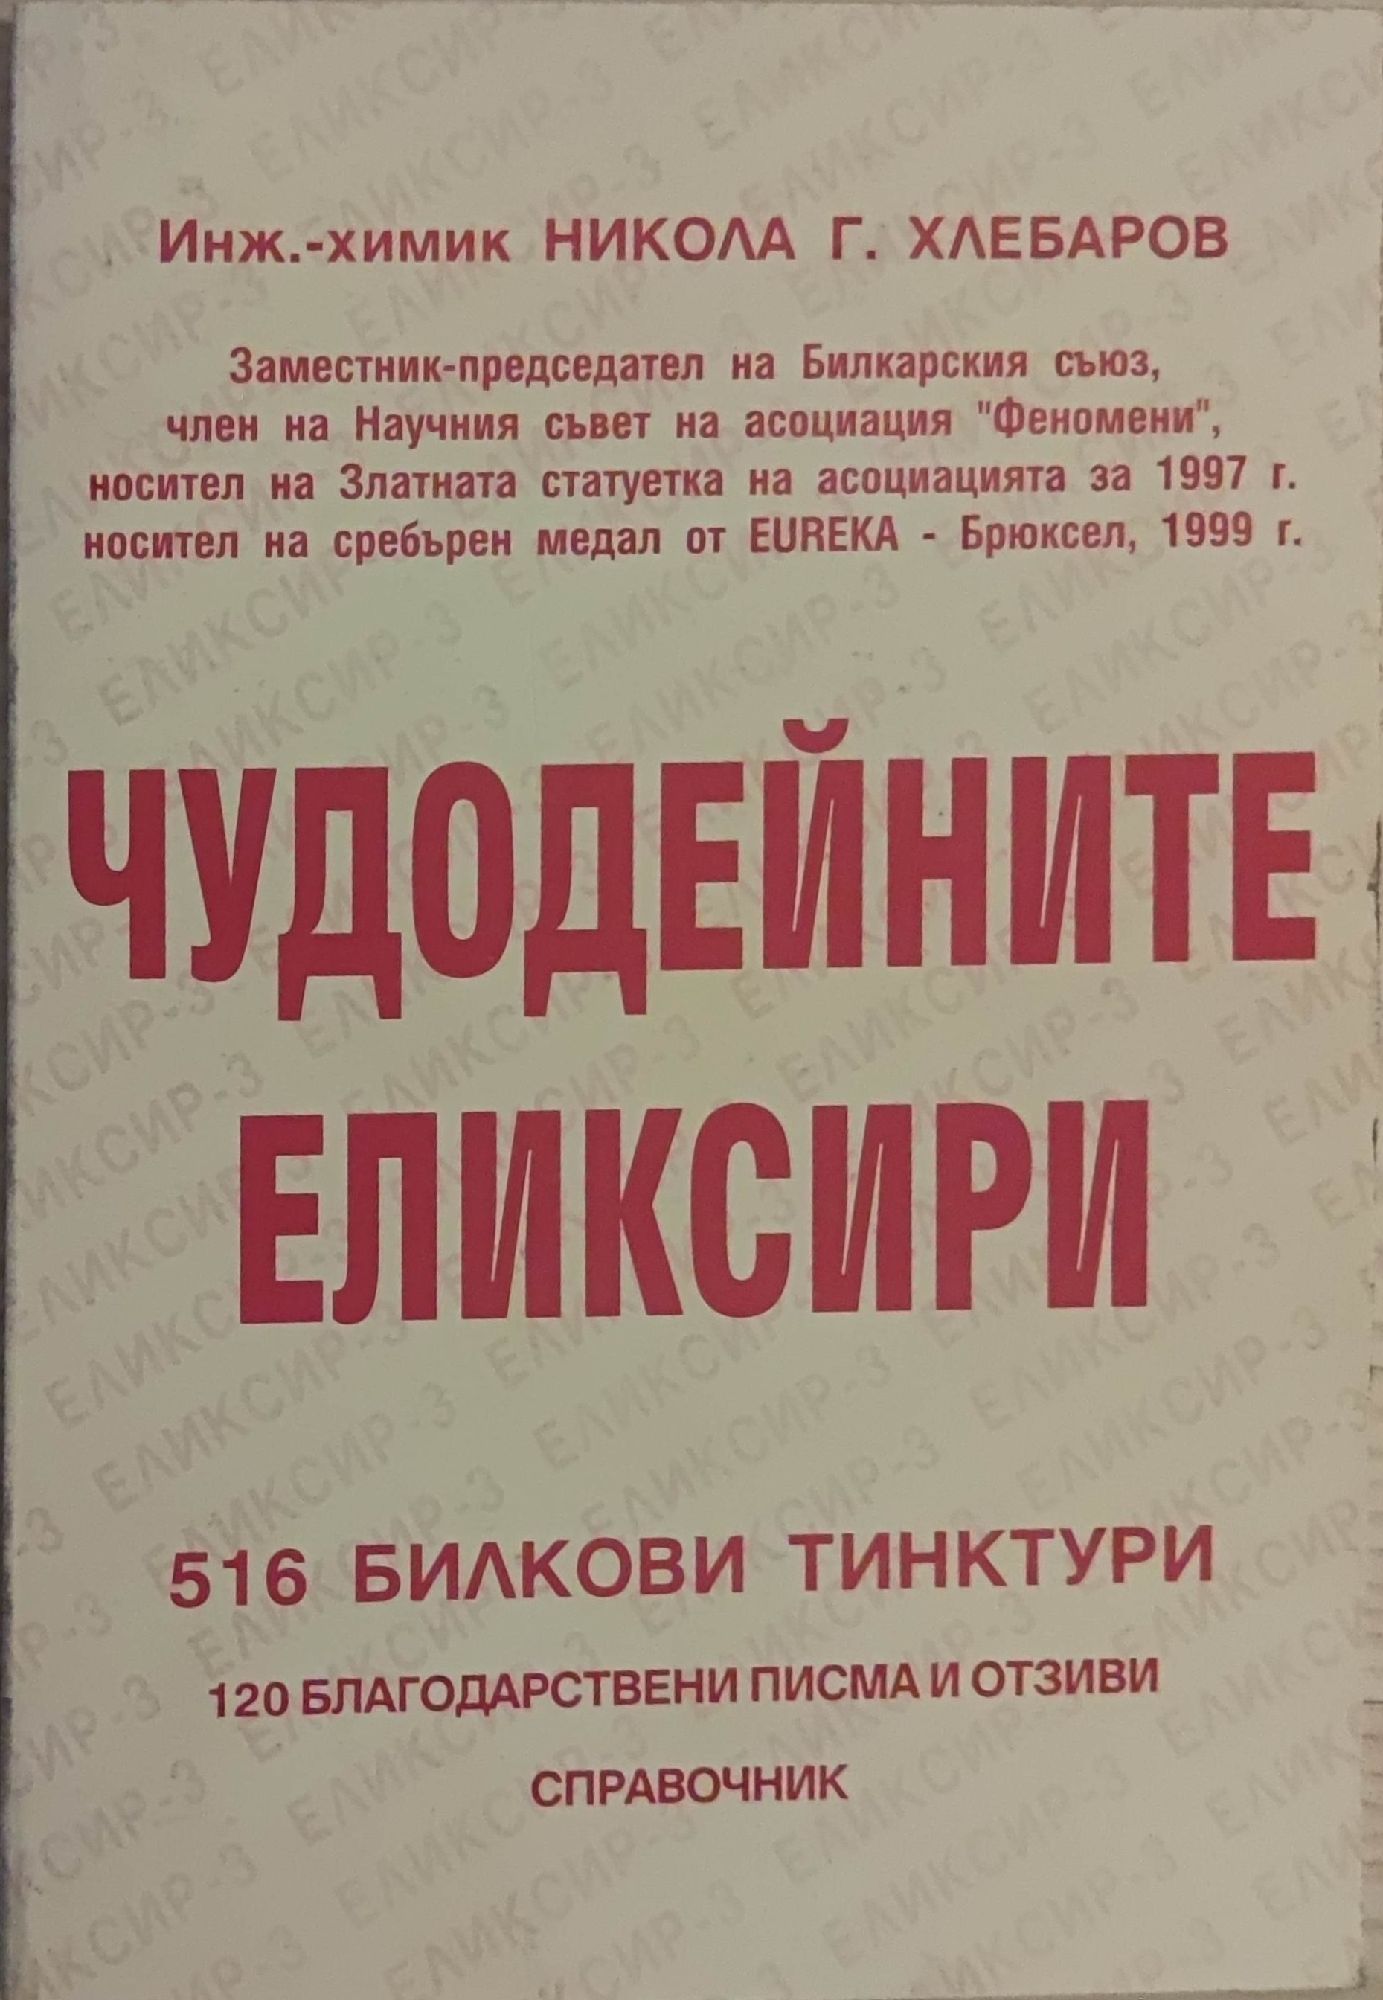 Инж.-химик НИКОЛА Г. ХЛЕБАРОВ
Заместник-председател на Билкарския съюз,
член на Научния съвет на асоциация "Феномени",
носител на Златната статуетка на асоциацията за 1997 г.
носител на сребърен медал от EUREKA - Брюксел, 1999 г.
ЧУДОДЕЙНИТЕ
ЕЛИКСИРИ
516 БИЛКОВИ ТИНКТУРИ
120 БЛАГОДАРСТВЕНИ ПИСМА И ОТЗИВИ
СПРАВОЧНИК
ЕЛИКСИР-3